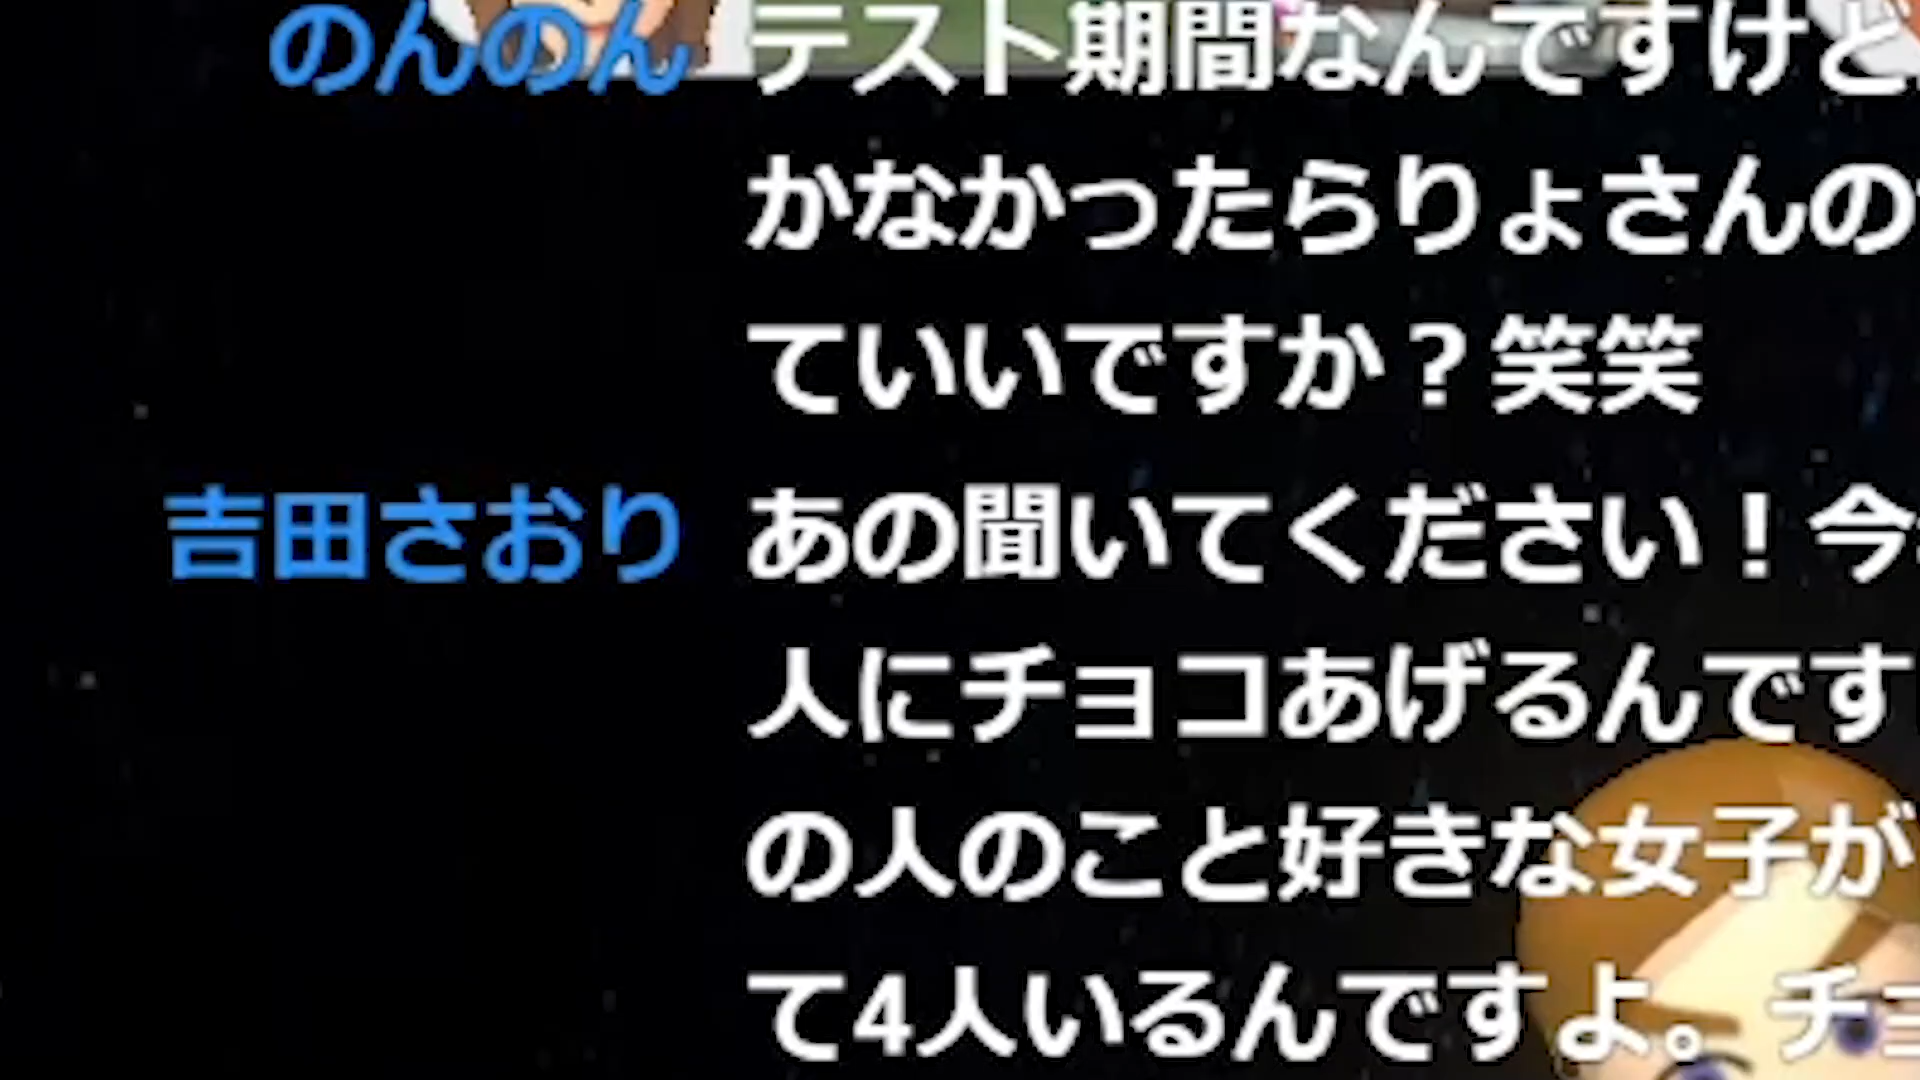 のんのん テスト期間なんですけど
かなかったらりょさんの
ていいですか？笑笑
吉田さおり あの聞いてください！今
人にチョコあげるんです
の人のこと好きな女子が
て4人いるんですよ。チョ